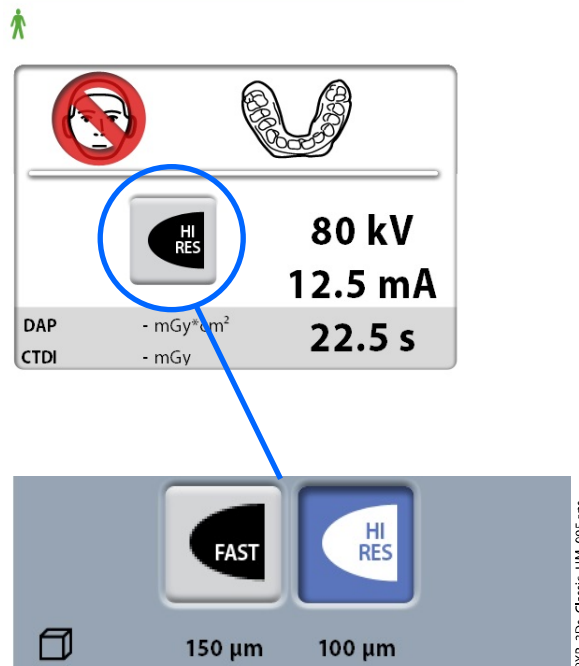 HI
RES
80 kV
12.5 mA
DAP - mGy*cm²
22.5 s
CTDI - mGy
FAST
HI
RES
150 µm 100 µm